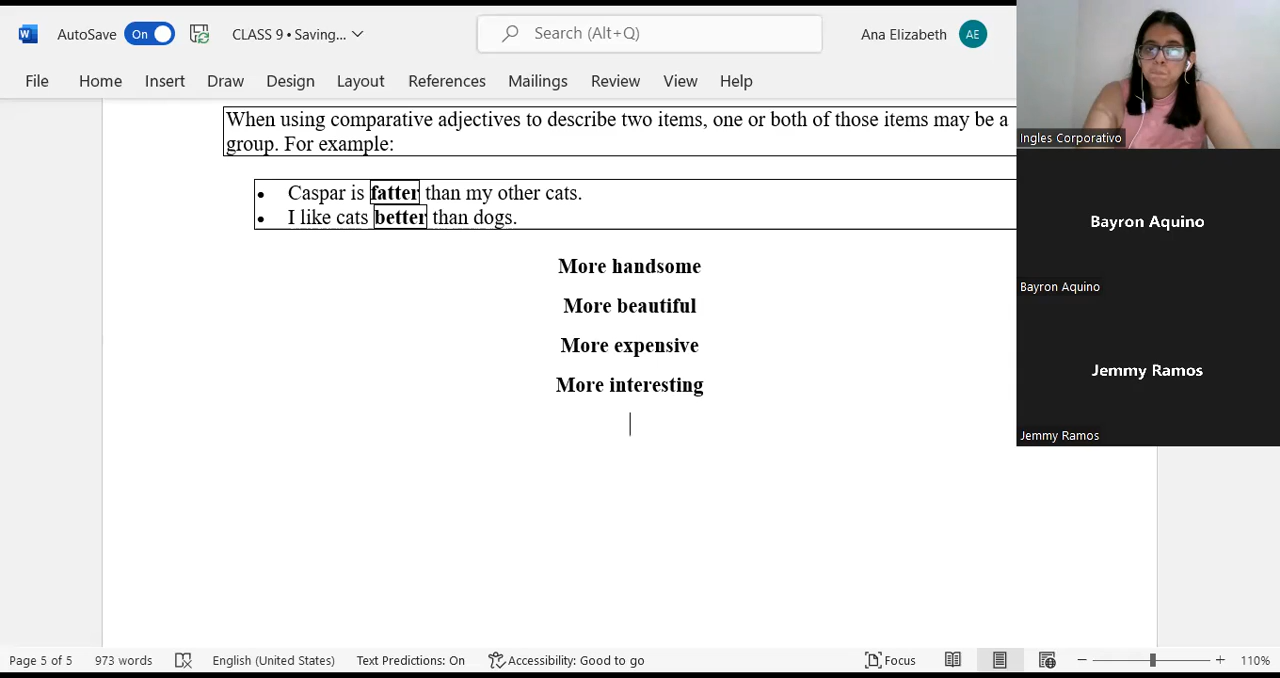 AutoSave On CLASS 9 • Saving... Search (Alt+Q) Ana Elizabeth AE
File Home Insert Draw Design Layout References Mailings Review View Help
When using comparative adjectives to describe two items, one or both of those items may be a
group. For example:
• Caspar is fatter than my other cats.
• I like cats better than dogs.
More handsome
More beautiful
More expensive
More interesting
Ingles Corporativo
Bayron Aquino
Bayron Aquino
Jemmy Ramos
Jemmy Ramos
Page 5 of 5 973 words English (United States) Text Predictions: On Accessibility: Good to go Focus 110%